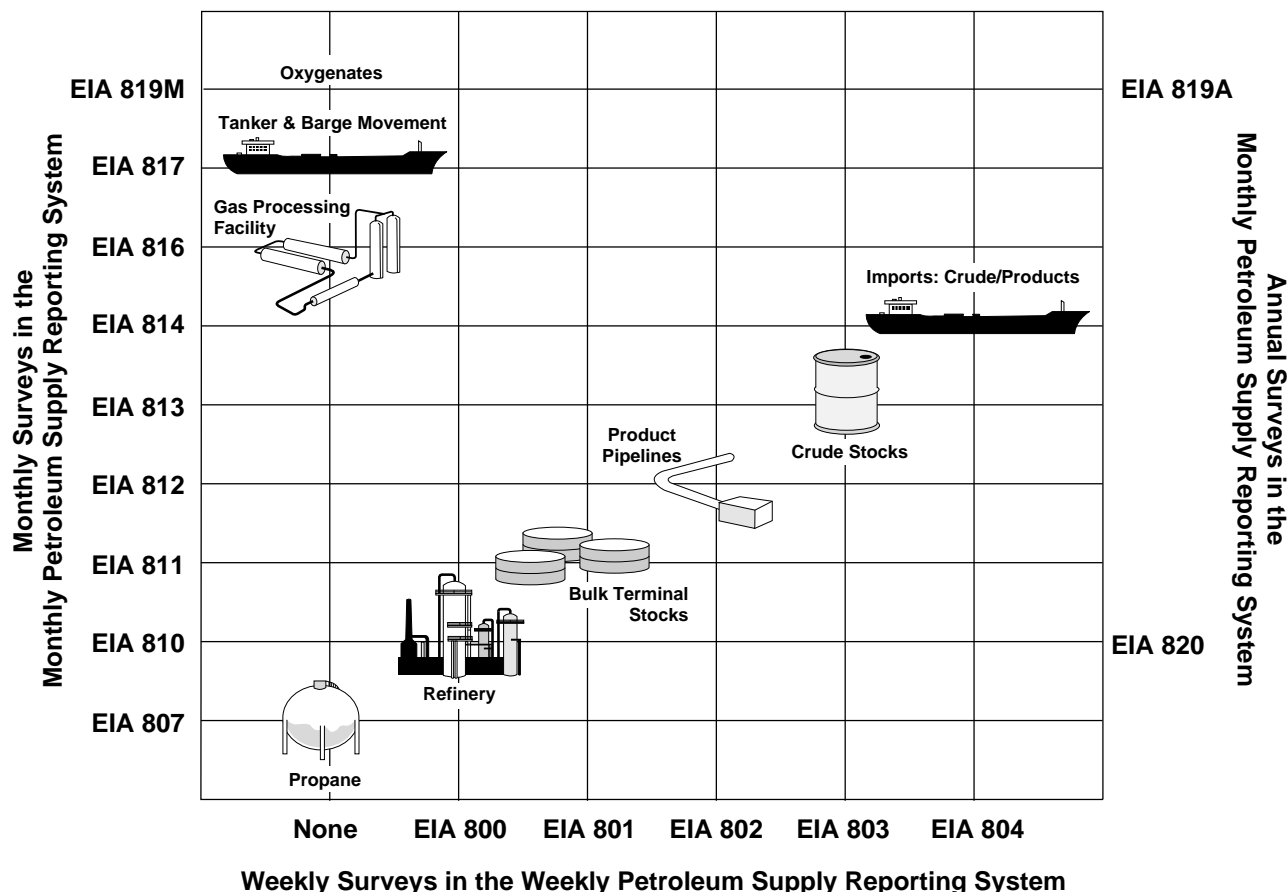 Oxygenates
EIA 819M
EIA 819A
Tanker & Barge Movement
EIA 817
Gas Processing
Facility
EIA 816
Imports: Crude/Products
EIA 814
EIA 813
Product
Pipelines
Crude Stocks
EIA 812
EIA 811
Bulk Terminal
Stocks
EIA 810
EIA 820
Refinery
EIA 807
Propane
None
EIA 800
EIA 801
EIA 802
EIA 803
EIA 804
Weekly Surveys in the Weekly Petroleum Supply Reporting System
Monthly Surveys in the
Monthly Petroleum Supply Reporting System
Annual Surveys in the
Monthly Petroleum Supply Reporting System